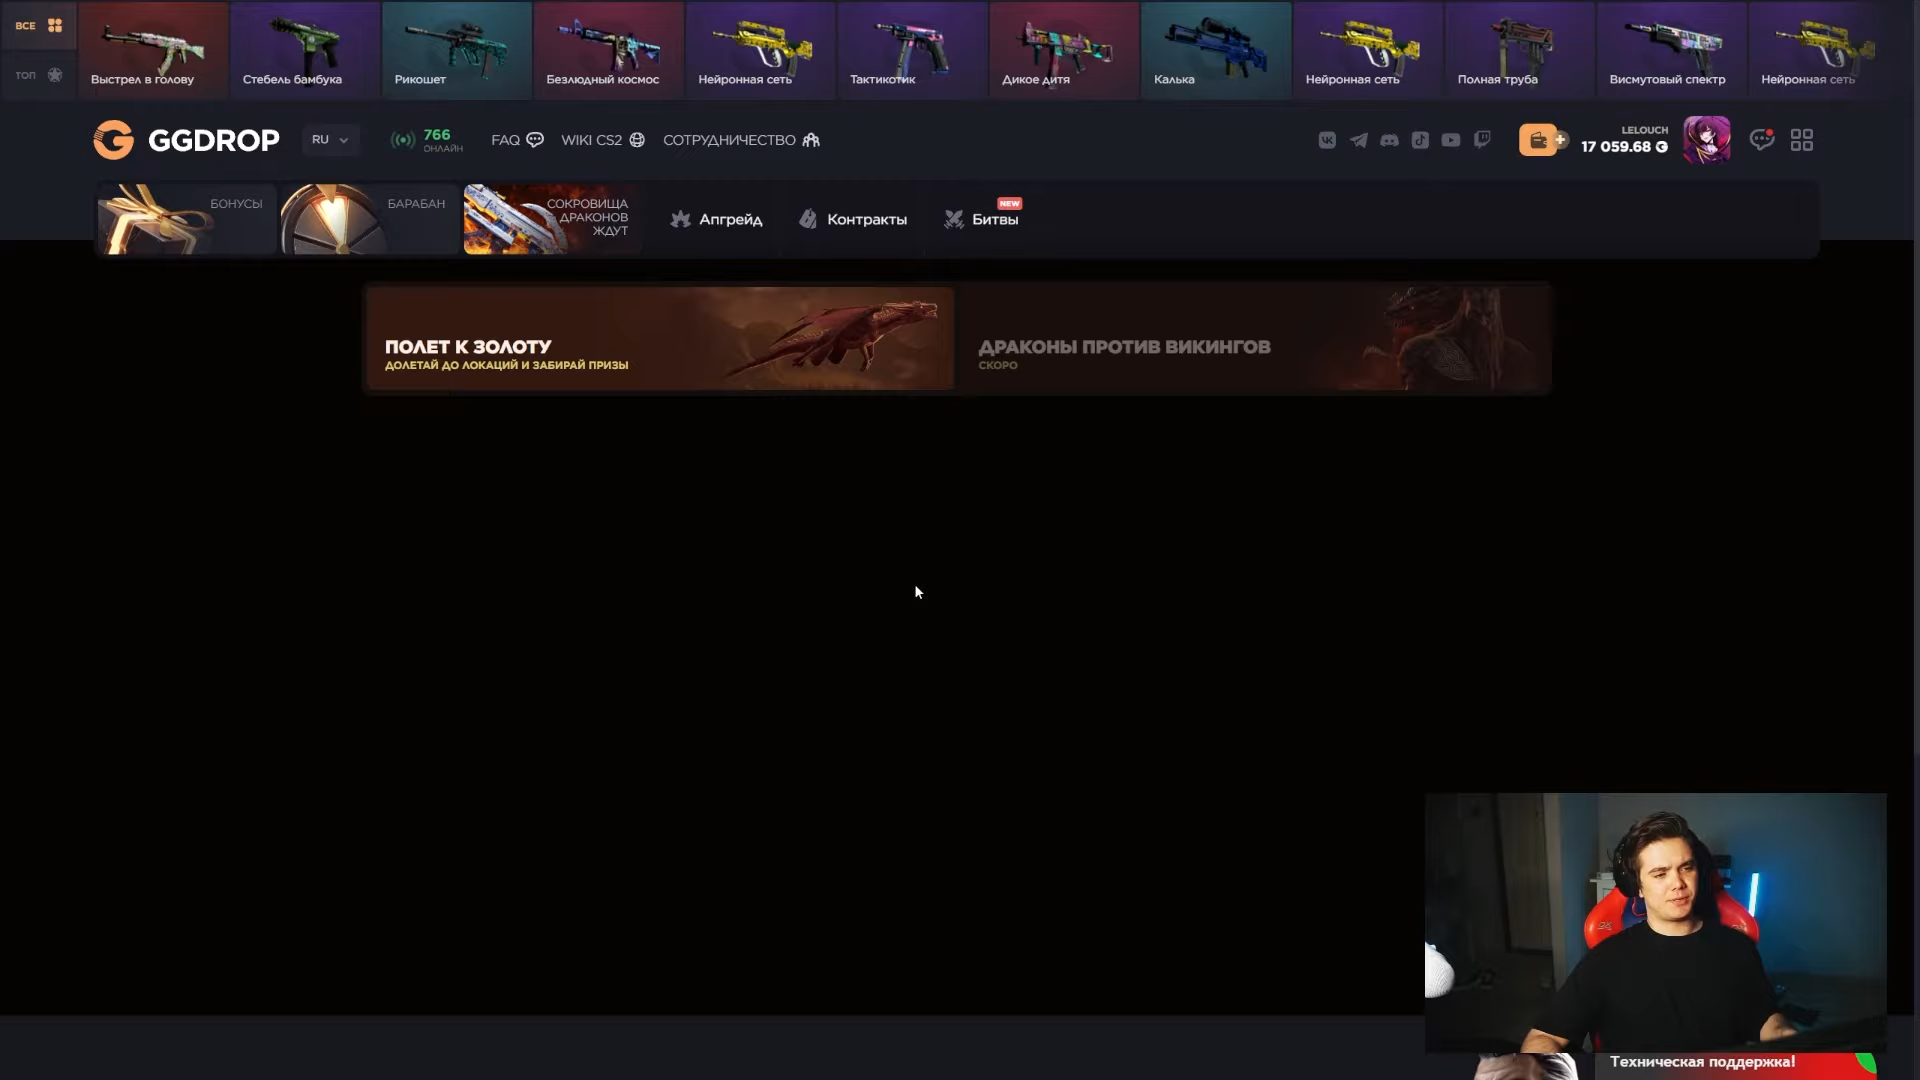 ВСЕ
ТОП
Выстрел в голову
Стебель бамбука
Рикошет
Безлюдный космос
Нейронная сеть
Тактикотик
Дикое дитя
Калька
Нейронная сеть
Полная труба
Висмутовый спектр
Нейронная сеть
GGDROP
RU
766
ОНЛАЙН
FAQ
WIKI CS2
СОТРУДНИЧЕСТВО
LELOUCH
17 059.68
БОНУСЫ
БАРАБАН
СОКРОВИЩА
ДРАКОНОВ
ЖДУТ
Апгрейд
Контракты
NEW
Битвы
ПОЛЕТ К ЗОЛОТУ
ДОЛЕТАЙ ДО ЛОКАЦИЙ И ЗАБИРАЙ ПРИЗЫ
ДРАКОНЫ ПРОТИВ ВИКИНГОВ
СКОРО
Техническая поддержка!